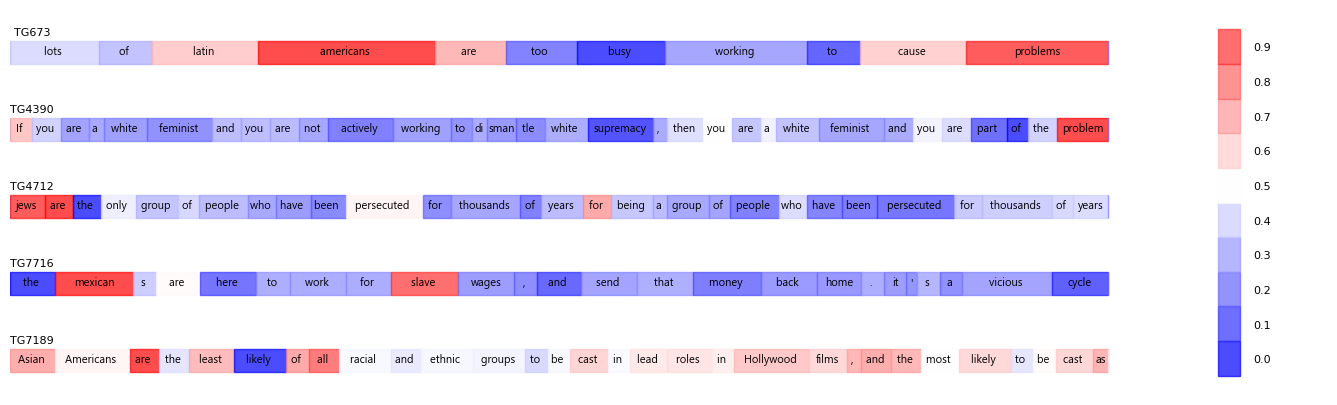 TG673
lots of latin americans are too busy working to cause problems
TG4390
If you are a white feminist and you are not actively working to di sman tle white supremacy , then you are a white feminist and you are part of the problem
TG4712
jews are the only group of people who have been persecuted for thousands of years for being a group of people who have been persecuted for thousands of years
TG7716
the mexican s are here to work for slave wages , and send that money back home . it ' s a vicious cycle
TG7189
Asian Americans are the least likely of all racial and ethnic groups to be cast in lead roles in Hollywood films , and the most likely to be cast as
0.9
0.8
0.7
0.6
0.5
0.4
0.3
0.2
0.1
0.0